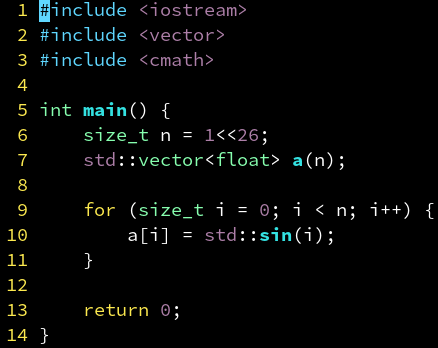 1 #include <iostream>
2 #include <vector>
3 #include <cmath>
4
5 int main() {
6     size_t n = 1<<26;
7     std::vector<float> a(n);
8
9     for (size_t i = 0; i < n; i++) {
10         a[i] = std::sin(i);
11     }
12
13     return 0;
14 }